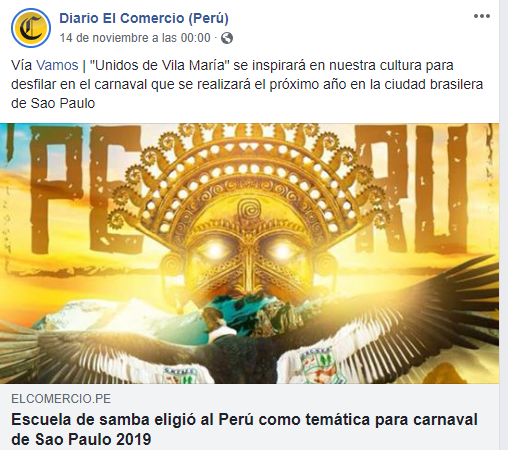 Diario El Comercio (Perú)
14 de noviembre a las 00:00 ·
Vía Vamos | "Unidos de Vila María" se inspirará en nuestra cultura para
desfilar en el carnaval que se realizará el próximo año en la ciudad brasilera
de Sao Paulo
PERU
ELCOMERCIO.PE
Escuela de samba eligió al Perú como temática para carnaval
de Sao Paulo 2019